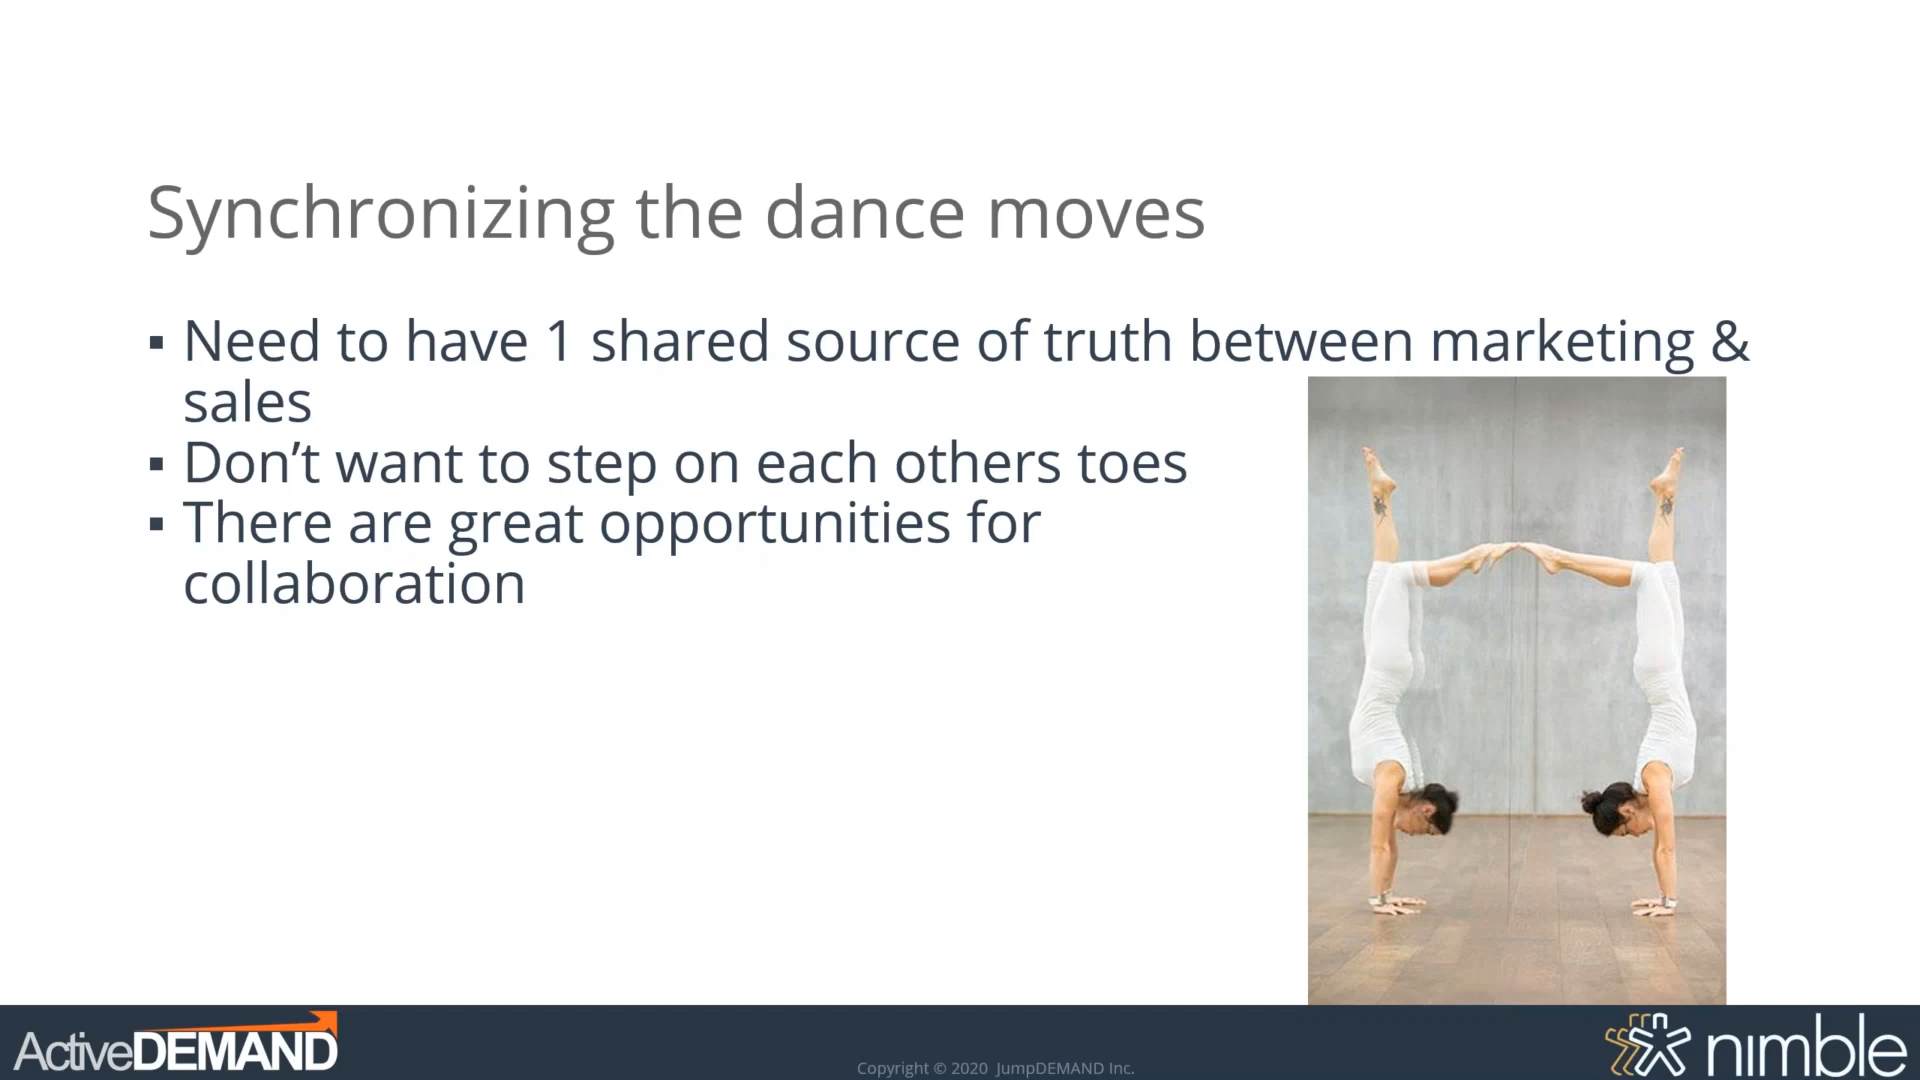 Synchronizing the dance moves
▪ Need to have 1 shared source of truth between marketing &
sales
▪ Don’t want to step on each others toes
▪ There are great opportunities for
collaboration
ActiveDEMAND
Copyright © 2020 JumpDEMAND Inc.
nimble